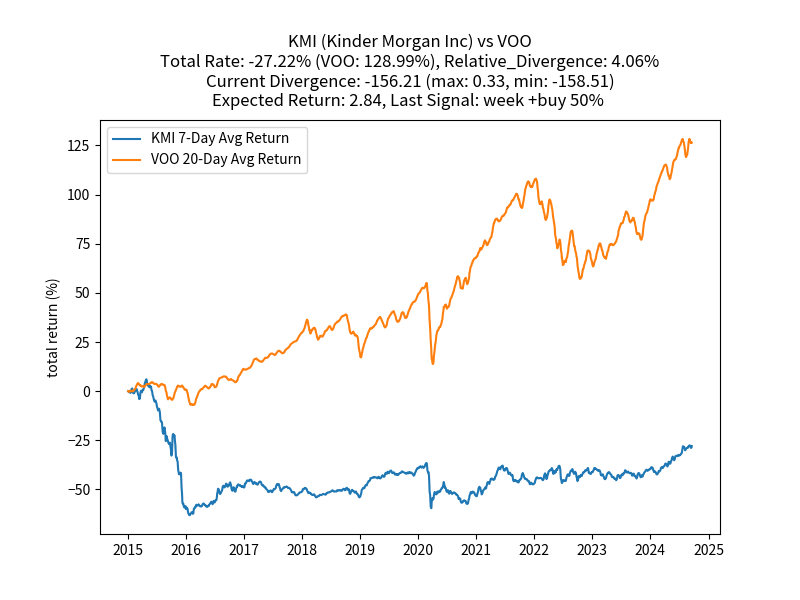 KMI (Kinder Morgan Inc) vs VOO
Total Rate: -27.22% (VOO: 128.99%), Relative_Divergence: 4.06%
Current Divergence: -156.21 (max: 0.33, min: -158.51)
Expected Return: 2.84, Last Signal: week +buy 50%
KMI 7-Day Avg Return
VOO 20-Day Avg Return
total return (%)
125
100
75
50
25
0
−25
−50
2015 2016 2017 2018 2019 2020 2021 2022 2023 2024 2025